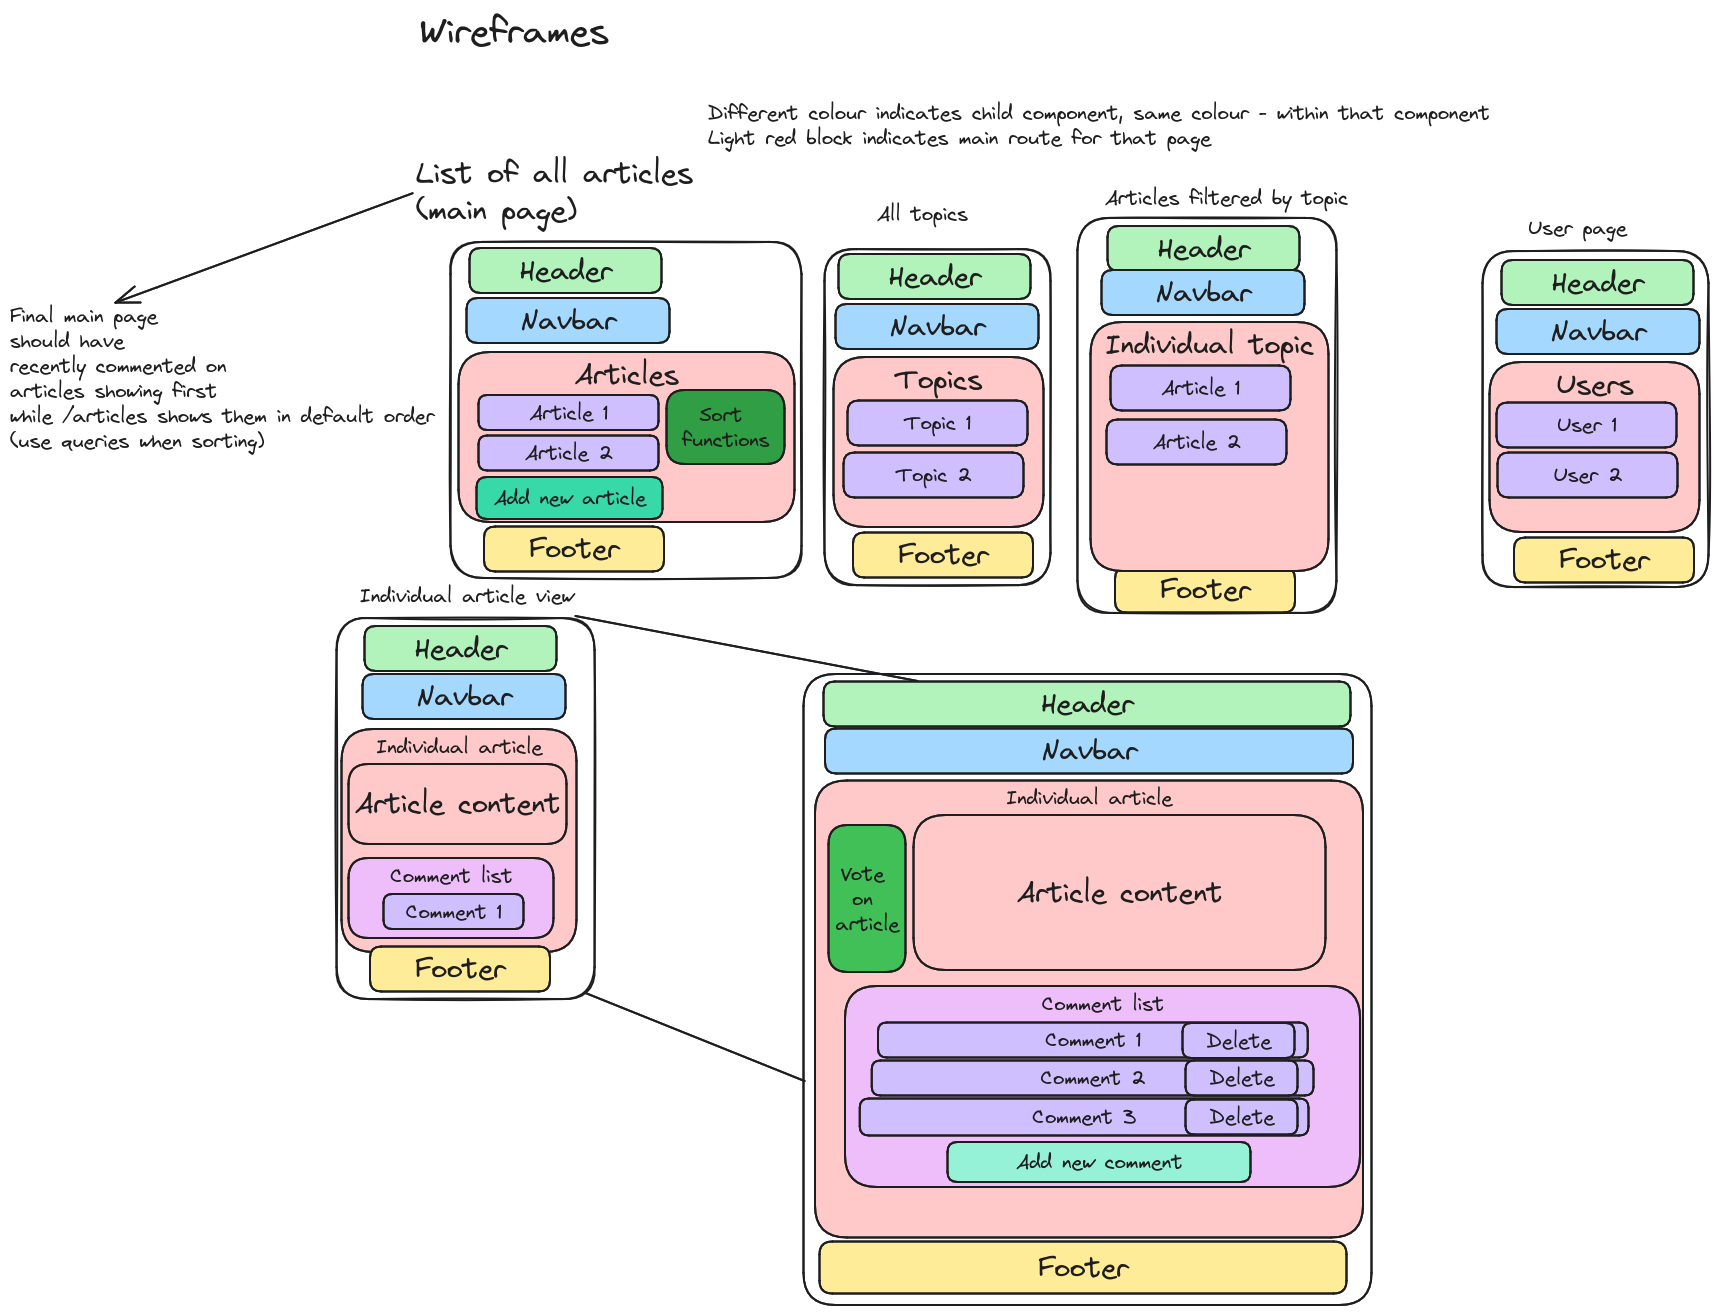 Wireframes
Different colour indicates child component, same colour - within that component
Light red block indicates main route for that page
List of all articles
(main page)
Final main page
should have
recently commented on
articles showing first
while /articles shows them in default order
(use queries when sorting)
Header
Navbar
Articles
Article 1
Article 2
Sort
functions
Add new article
Footer
All topics
Header
Navbar
Topics
Topic 1
Topic 2
Footer
Articles filtered by topic
Header
Navbar
Individual topic
Article 1
Article 2
Footer
User page
Header
Navbar
Users
User 1
User 2
Footer
Individual article view
Header
Navbar
Individual article
Article content
Comment list
Comment 1
Footer
Header
Navbar
Individual article
Vote
on
article
Article content
Comment list
Comment 1
Delete
Comment 2
Delete
Comment 3
Delete
Add new comment
Footer